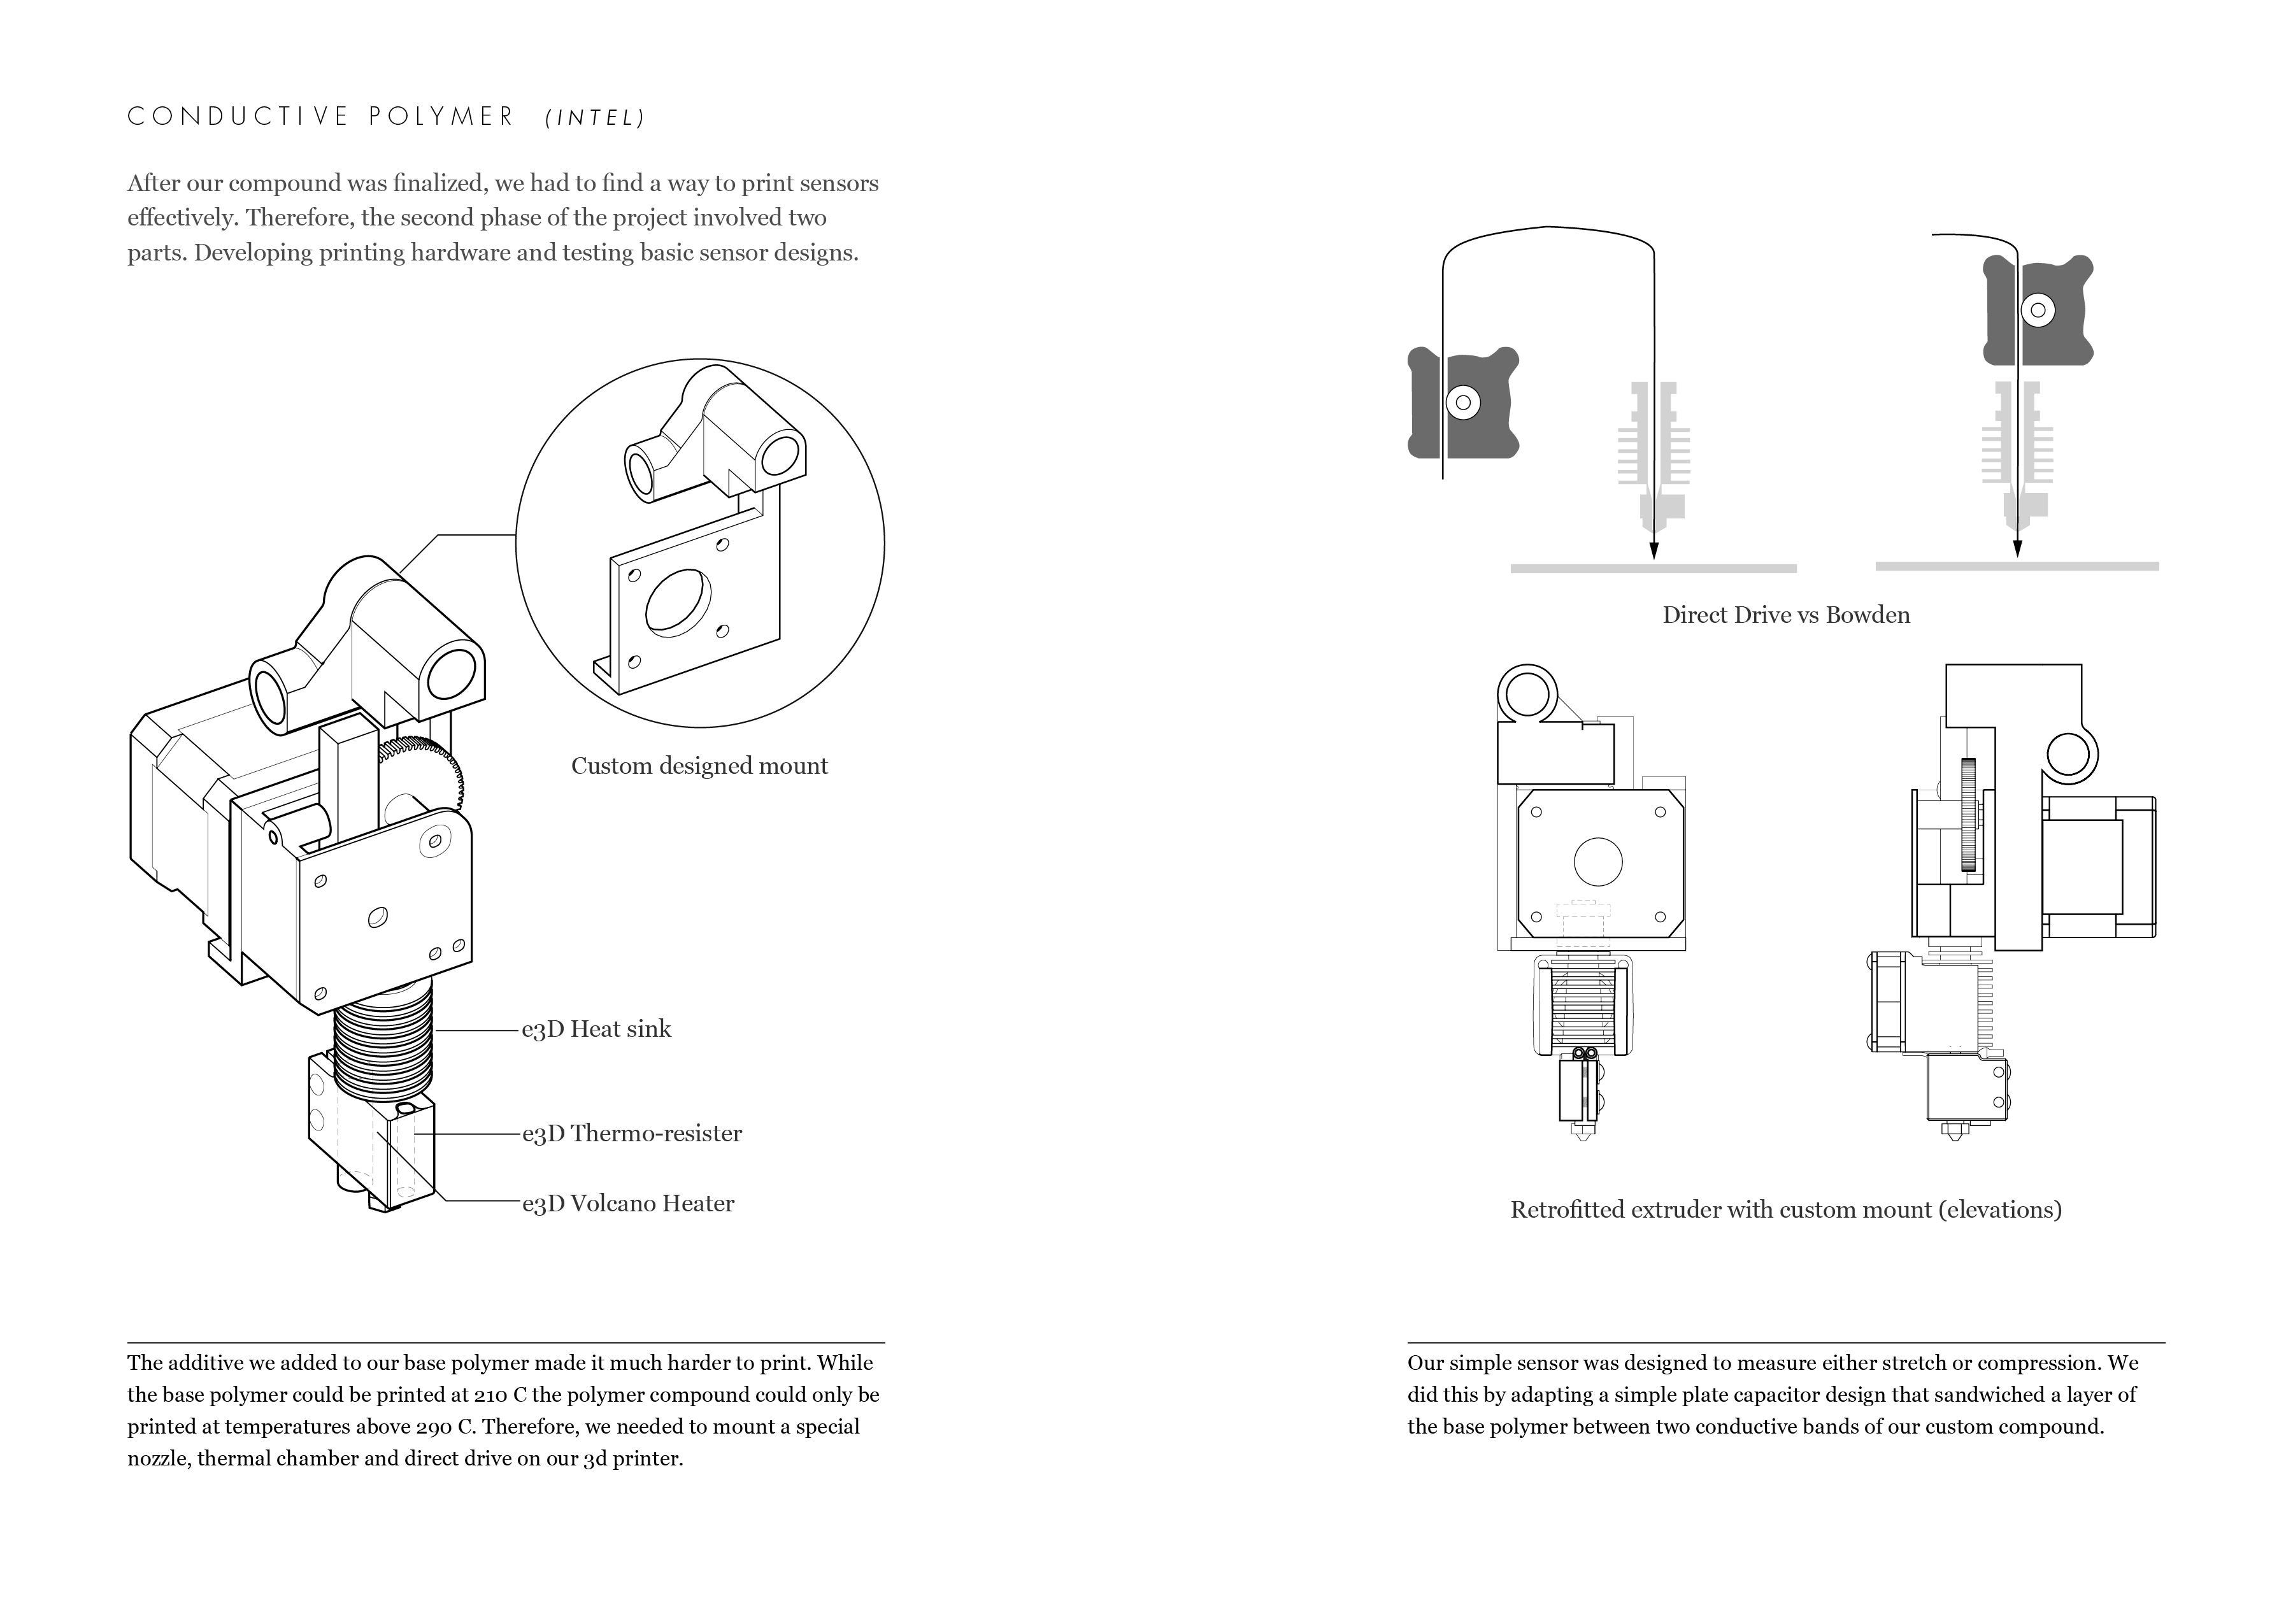 CONDUCTIVE POLYMER (INTEL)
After our compound was finalized, we had to find a way to print sensors
effectively. Therefore, the second phase of the project involved two
parts. Developing printing hardware and testing basic sensor designs.
Custom designed mount
e3D Heat sink
e3D Thermo-resister
e3D Volcano Heater
The additive we added to our base polymer made it much harder to print. While
the base polymer could be printed at 210 C the polymer compound could only be
printed at temperatures above 290 C. Therefore, we needed to mount a special
nozzle, thermal chamber and direct drive on our 3d printer.
Direct Drive vs Bowden
Retrofitted extruder with custom mount (elevations)
Our simple sensor was designed to measure either stretch or compression. We
did this by adapting a simple plate capacitor design that sandwiched a layer of
the base polymer between two conductive bands of our custom compound.